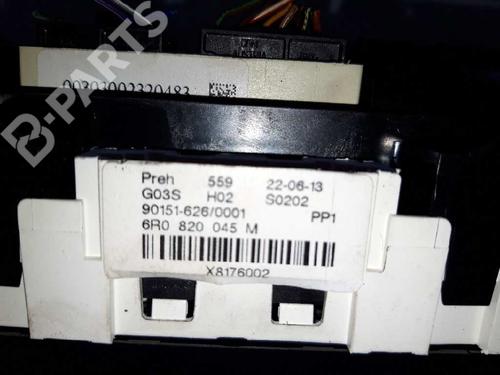 00303002320483
B-PARTS
Preh 559 22-06-13
G03S H02 S0202
90151-626/0001 PP1
6R0 820 045 M
X8176002